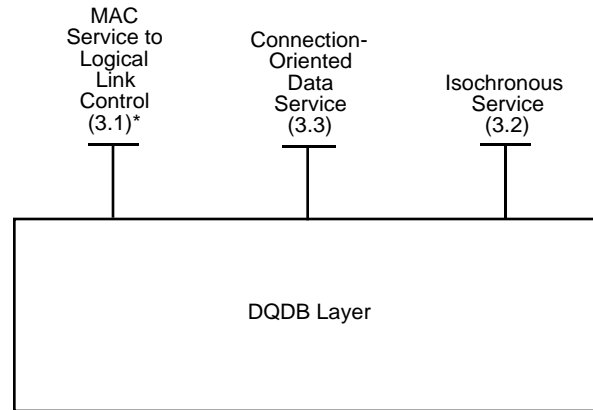 MAC
Service to
Logical
Link
Control
(3.1)*
Connection-
Oriented
Data
Service
(3.3)
Isochronous
Service
(3.2)
DQDB Layer